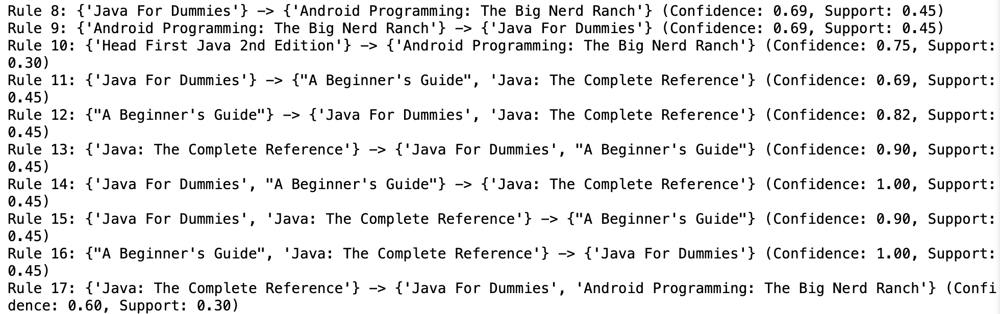 Rule 8: {'Java For Dummies'} -> {'Android Programming: The Big Nerd Ranch'} (Confidence: 0.69, Support: 0.45)
Rule 9: {'Android Programming: The Big Nerd Ranch'} -> {'Java For Dummies'} (Confidence: 0.69, Support: 0.45)
Rule 10: {'Head First Java 2nd Edition'} -> {'Android Programming: The Big Nerd Ranch'} (Confidence: 0.75, Support:
0.30)
Rule 11: {'Java For Dummies'} -> {"A Beginner's Guide", 'Java: The Complete Reference'} (Confidence: 0.69, Support:
0.45)
Rule 12: {"A Beginner's Guide"} -> {'Java For Dummies', 'Java: The Complete Reference'} (Confidence: 0.82, Support:
0.45)
Rule 13: {'Java: The Complete Reference'} -> {'Java For Dummies', "A Beginner's Guide"} (Confidence: 0.90, Support:
0.45)
Rule 14: {'Java For Dummies', "A Beginner's Guide"} -> {'Java: The Complete Reference'} (Confidence: 1.00, Support:
0.45)
Rule 15: {'Java For Dummies', 'Java: The Complete Reference'} -> {"A Beginner's Guide"} (Confidence: 0.90, Support:
0.45)
Rule 16: {"A Beginner's Guide", 'Java: The Complete Reference'} -> {'Java For Dummies'} (Confidence: 1.00, Support:
0.45)
Rule 17: {'Java: The Complete Reference'} -> {'Java For Dummies', 'Android Programming: The Big Nerd Ranch'} (Confi
dence: 0.60, Support: 0.30)